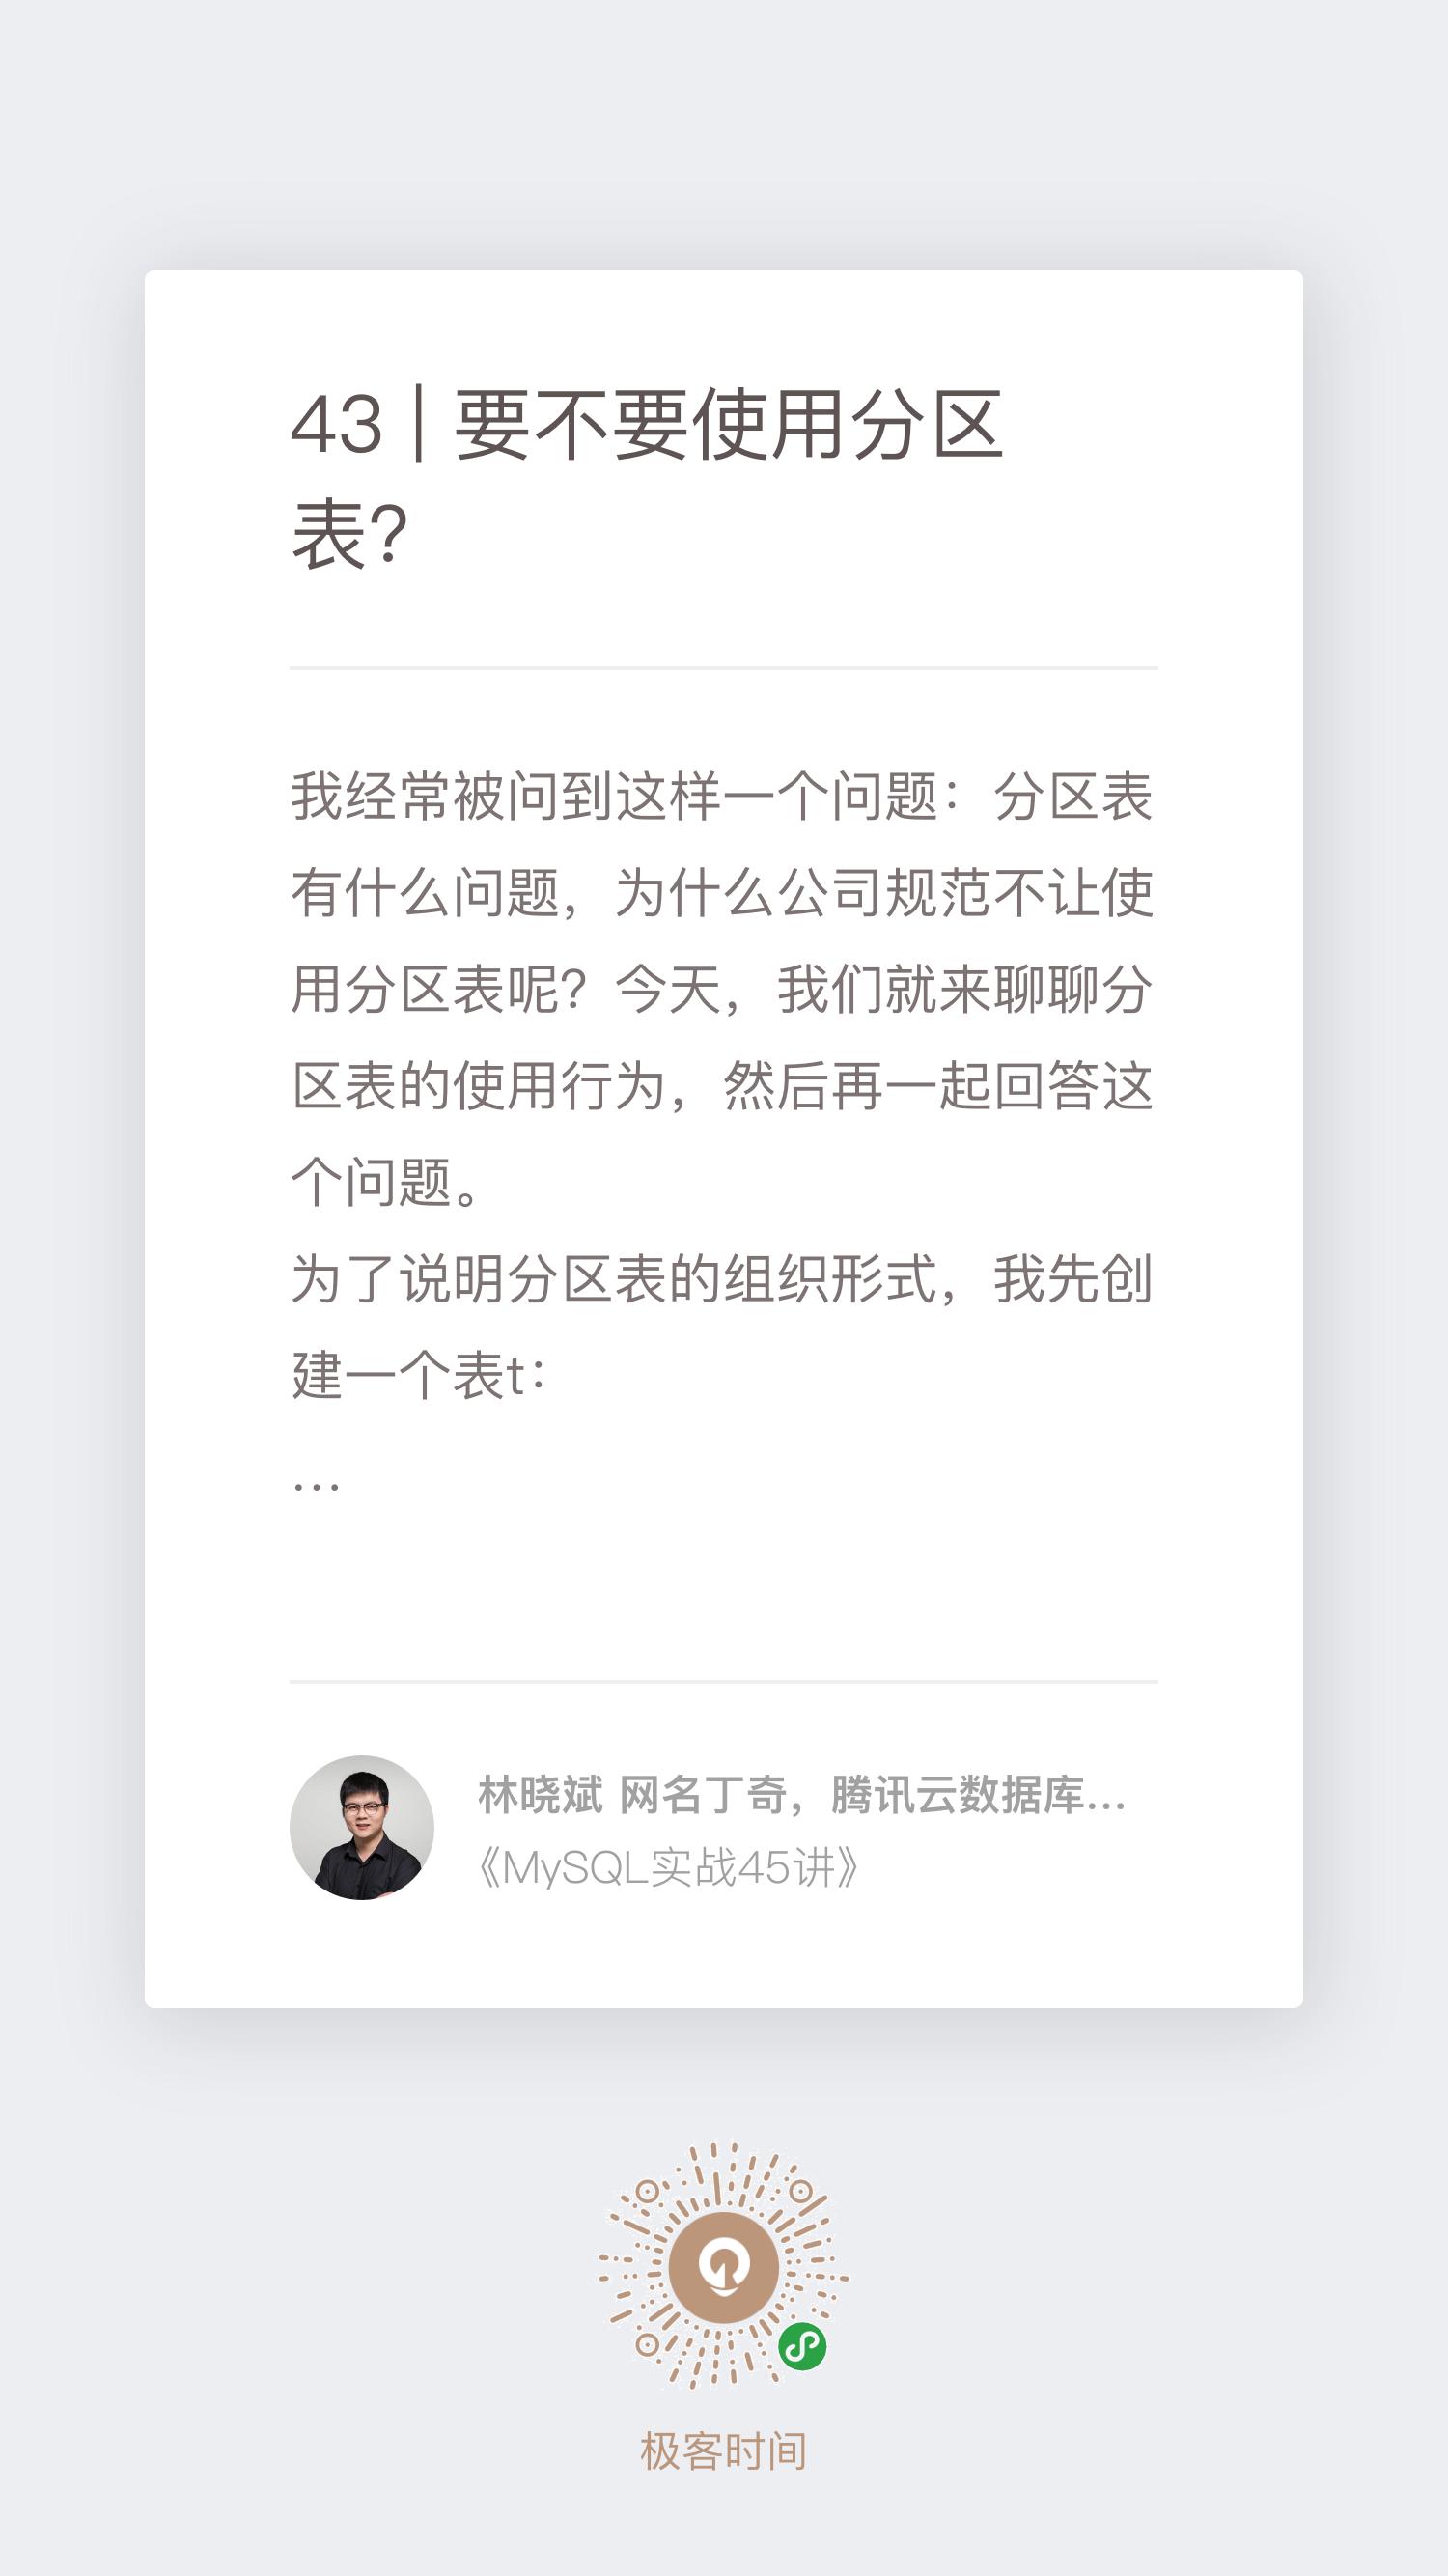 43 | 要不要使用分区
表？
我经常被问到这样一个问题：分区表
有什么问题，为什么公司规范不让使
用分区表呢？今天，我们就来聊聊分
区表的使用行为，然后再一起回答这
个问题。
为了说明分区表的组织形式，我先创
建一个表t：
…
林晓斌 网名丁奇，腾讯云数据库...
《MySQL实战45讲》
极客时间